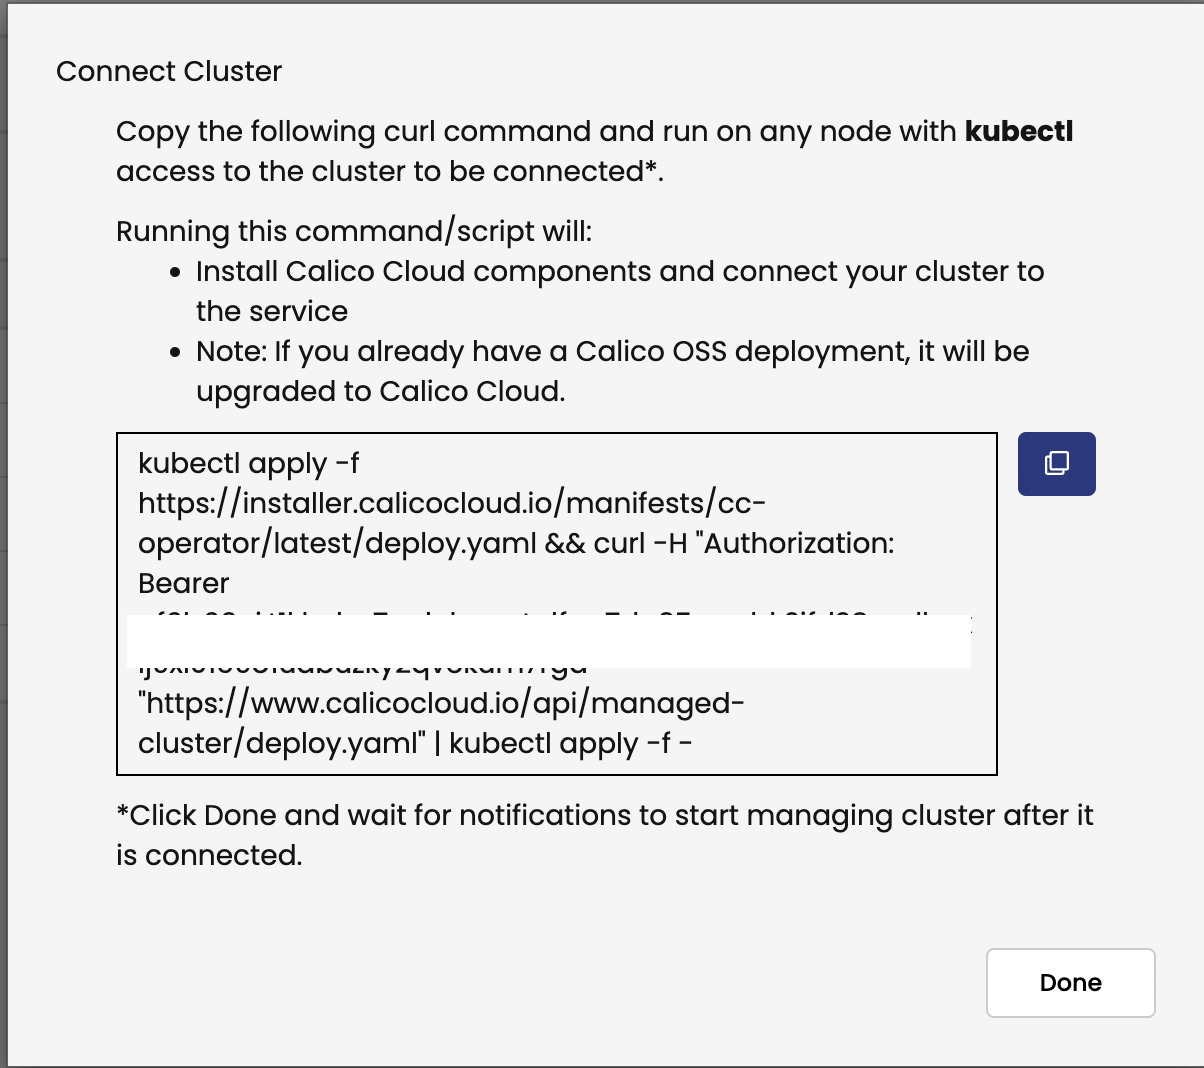 Connect Cluster
Copy the following curl command and run on any node with kubectl
access to the cluster to be connected*.
Running this command/script will:
Install Calico Cloud components and connect your cluster to
the service
Note: If you already have a Calico OSS deployment, it will be
upgraded to Calico Cloud.
kubectl apply -f
https://installer.calicocloud.io/manifests/cc-
operator/latest/deploy.yaml && curl -H "Authorization:
Bearer
"https://www.calicocloud.io/api/managed-
cluster/deploy.yaml" | kubectl apply -f -
*Click Done and wait for notifications to start managing cluster after it
is connected.
Done